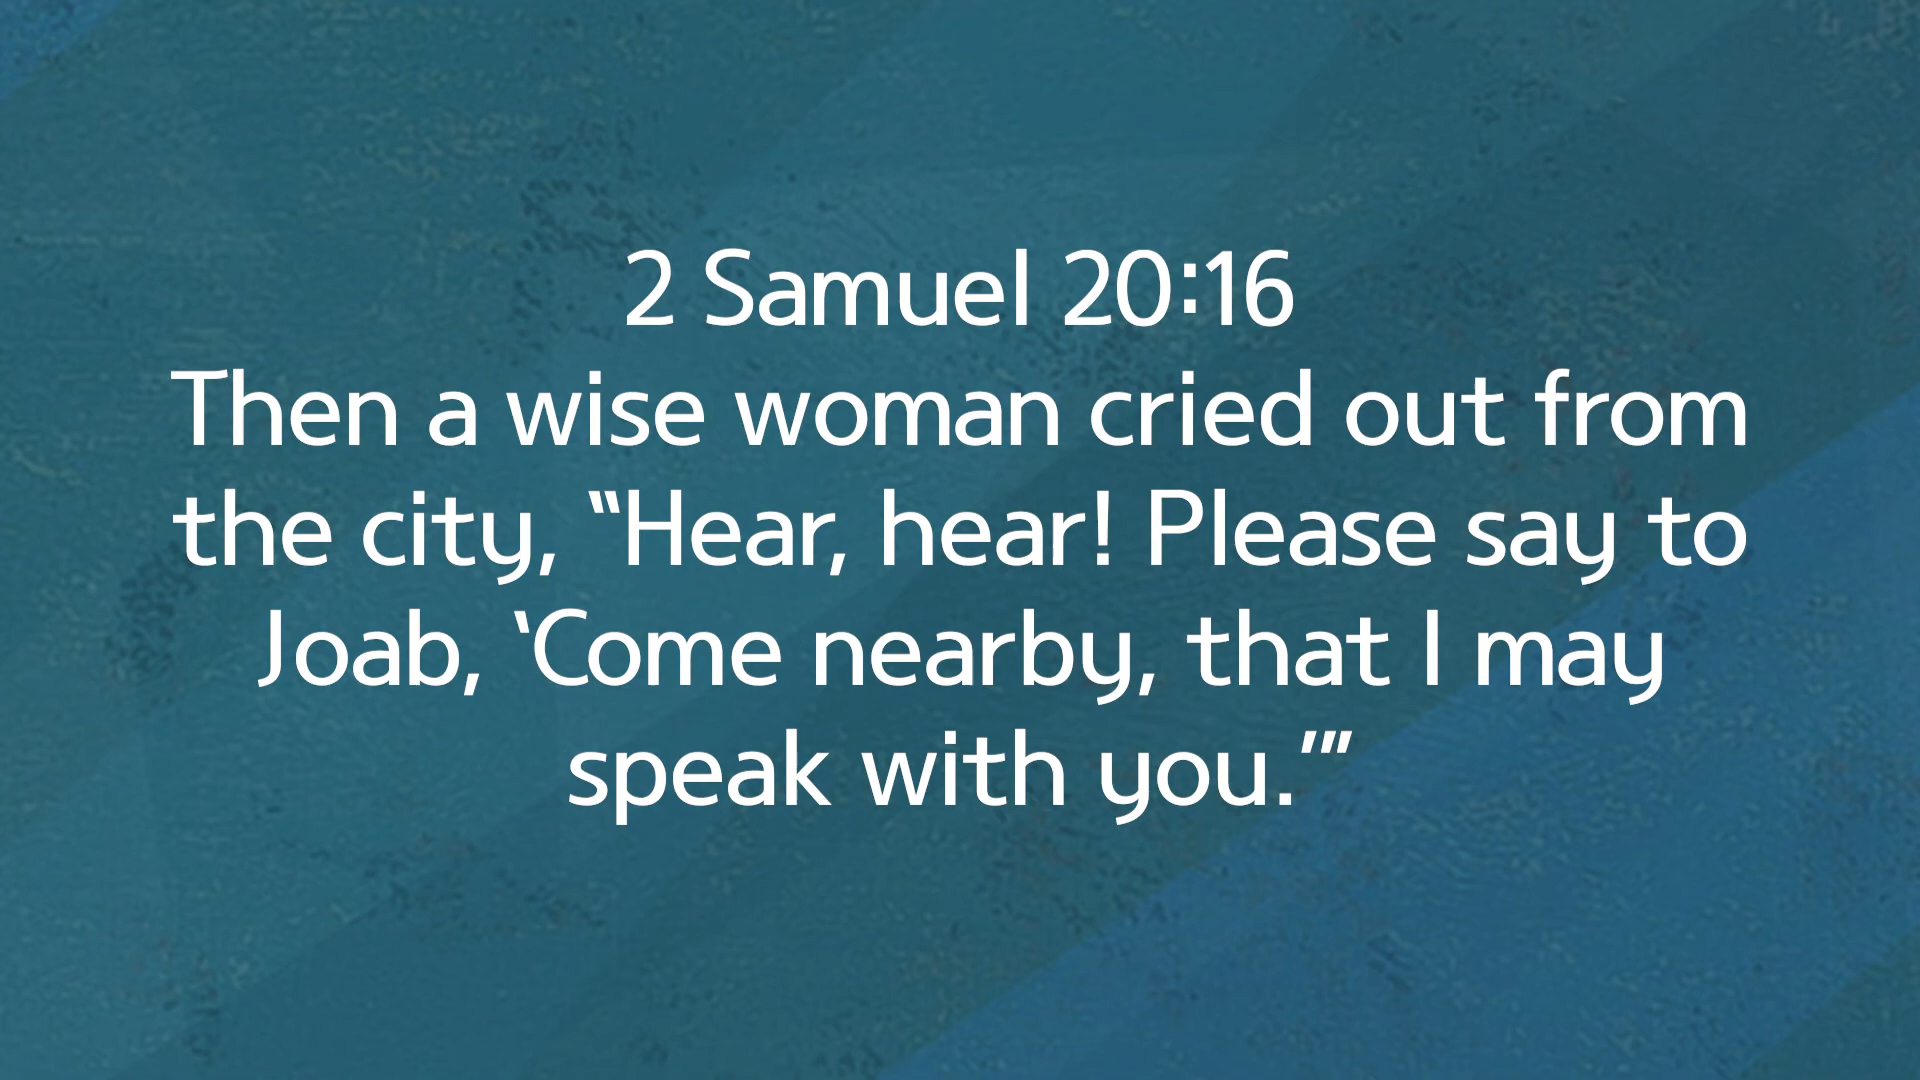 2 Samuel 20:16
Then a wise woman cried out from
the city, “Hear, hear! Please say to
Joab, ‘Come nearby, that I may
speak with you.’”